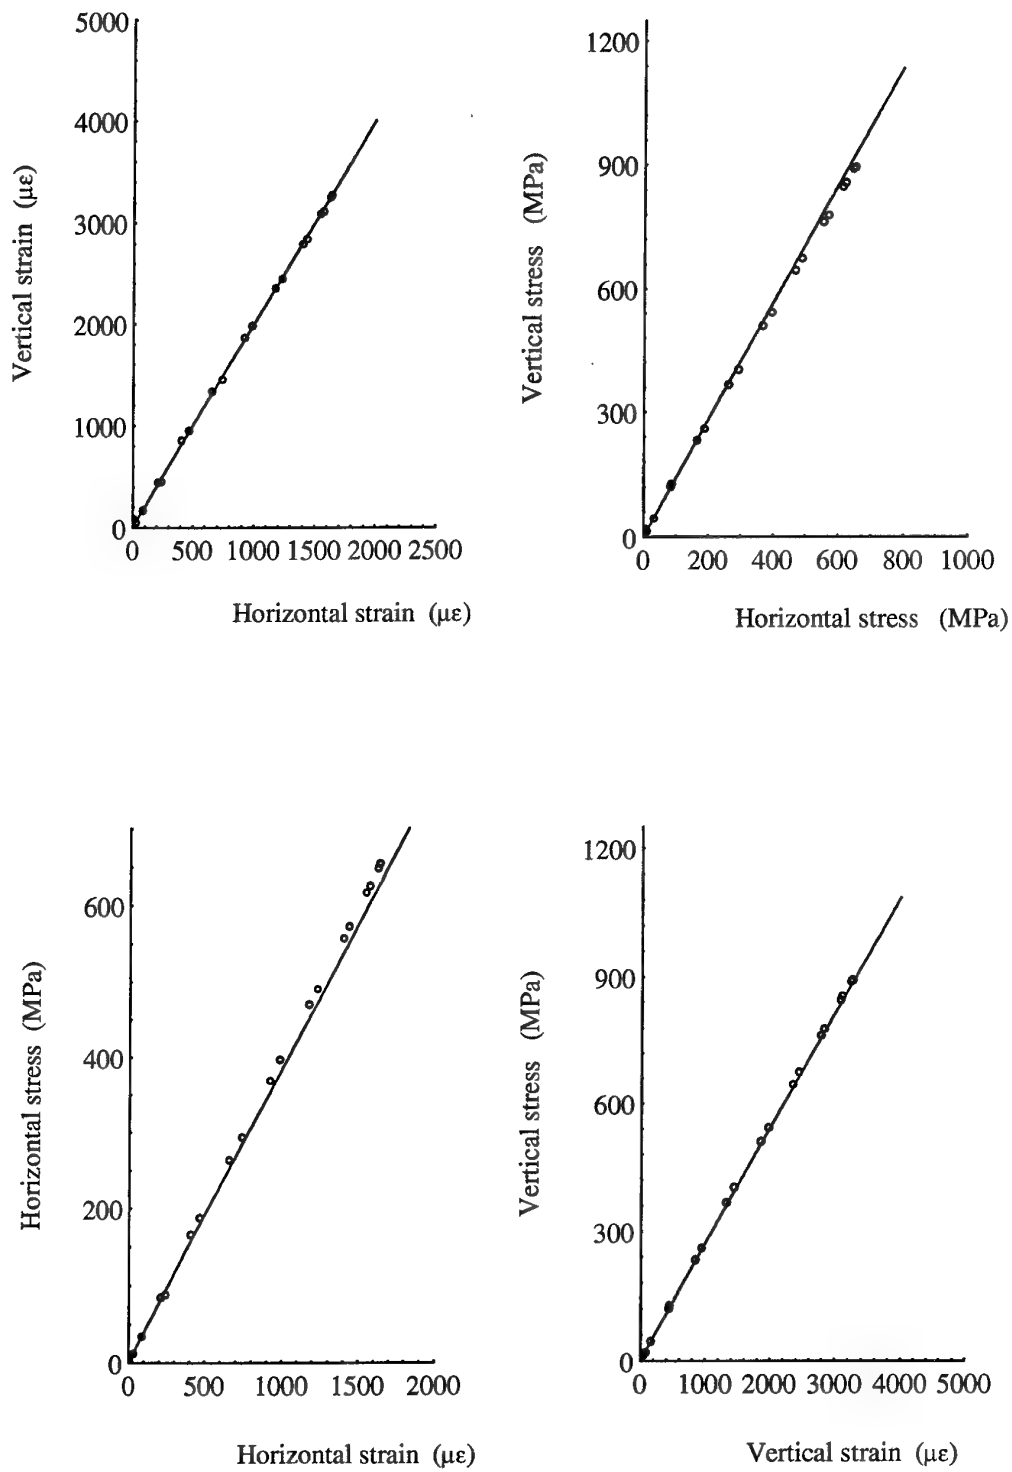 5000
4000
3000
2000
1000
0
Vertical strain (με)
0 500 1000 1500 2000 2500
Horizontal strain (με)
1200
900
600
300
0
Vertical stress (MPa)
0 200 400 600 800 1000
Horizontal stress (MPa)
600
400
200
0
Horizontal stress (MPa)
0 500 1000 1500 2000
Horizontal strain (με)
1200
900
600
300
0
Vertical stress (MPa)
0 1000 2000 3000 4000 5000
Vertical strain (με)